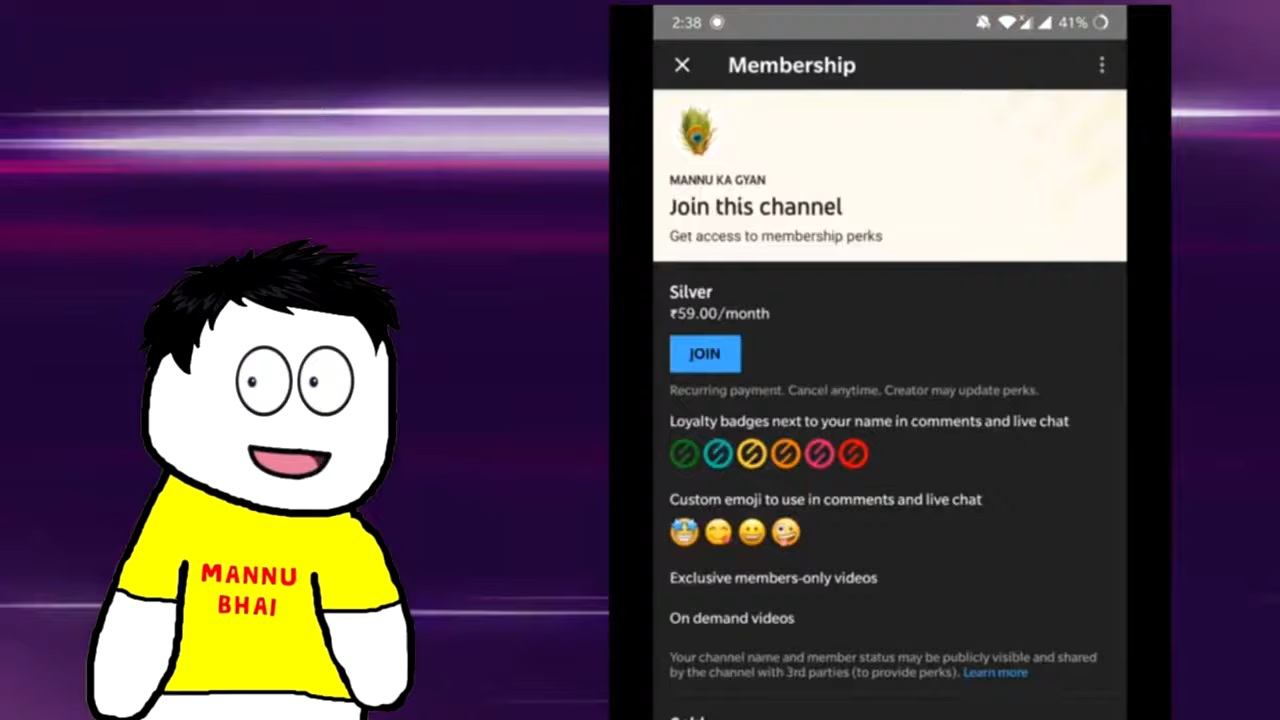 2:38
41%
Membership
MANNU KA GYAN
Join this channel
Get access to membership perks
Silver
₹59.00/month
JOIN
Recurring payment. Cancel anytime. Creator may update perks.
Loyalty badges next to your name in comments and live chat
Custom emoji to use in comments and live chat
Exclusive members-only videos
On demand videos
Your channel name and member status may be publicly visible and shared
by the channel with 3rd parties (to provide perks). Learn more
MANNU
BHAI